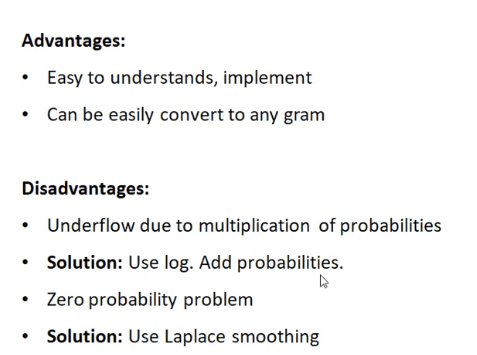 Advantages:
• Easy to understands, implement
• Can be easily convert to any gram
Disadvantages:
• Underflow due to multiplication of probabilities
• Solution: Use log. Add probabilities.
• Zero probability problem
• Solution: Use Laplace smoothing